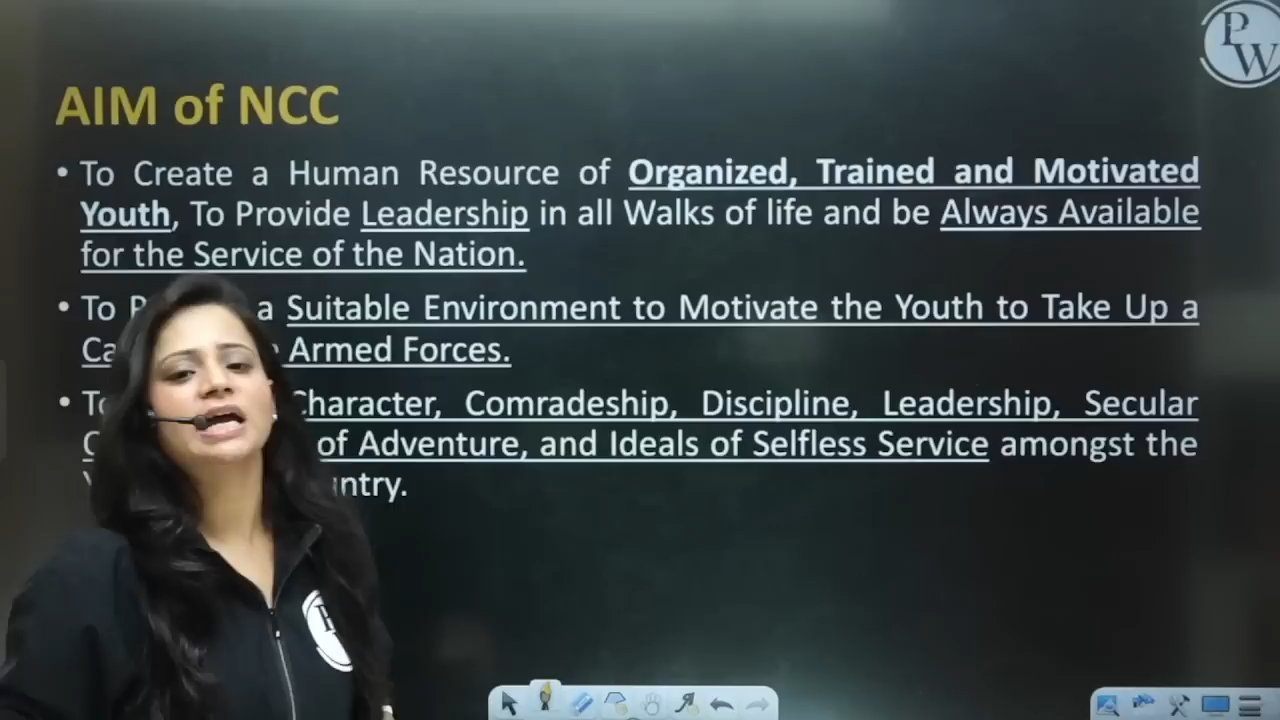 PW
AIM of NCC
• To Create a Human Resource of Organized, Trained and Motivated
Youth, To Provide Leadership in all Walks of life and be Always Available
for the Service of the Nation.
• To a Suitable Environment to Motivate the Youth to Take Up a
Armed Forces.
• Character, Comradeship, Discipline, Leadership, Secular
of Adventure, and Ideals of Selfless Service amongst the